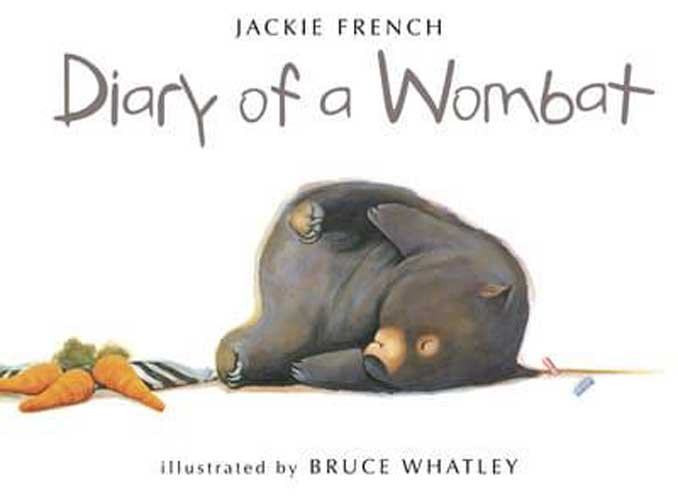 JACKIE FRENCH
Diary of a Wombat
illustrated by BRUCE WHATLEY